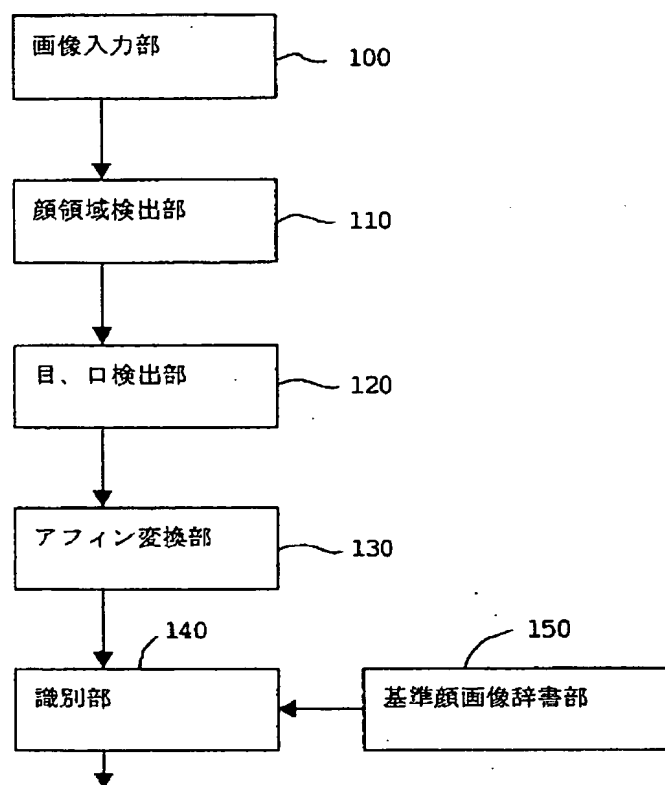 画像入力部
100
顔領域検出部
110
目、口検出部
120
アフィン変換部
130
140
150
識別部
基準顔画像辞書部